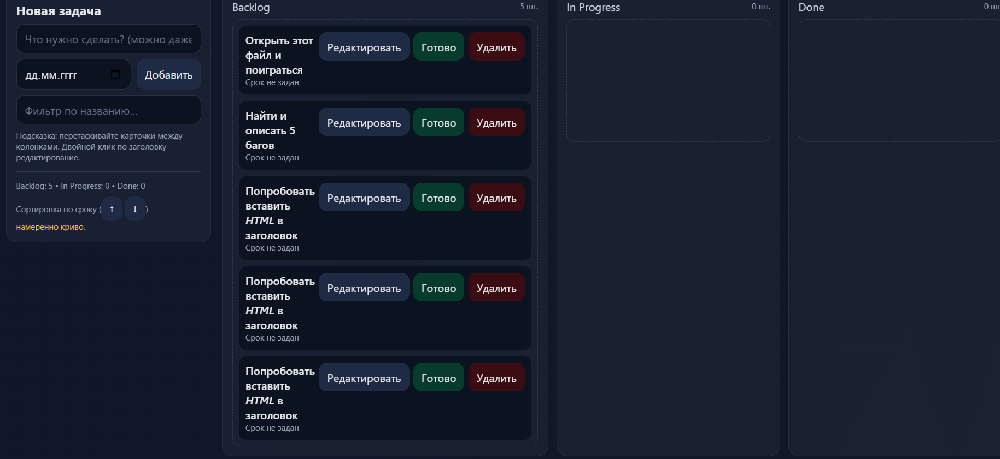 Новая задача
Что нужно сделать? (можно даже
дд.мм.гггг
Добавить
Фильтр по названию...
Подсказка: перетаскивайте карточки между
колонками. Двойной клик по заголовку —
редактирование.
Backlog: 5 • In Progress: 0 • Done: 0
Сортировка по сроку (↑ ↓) —
намеренно криво.
Backlog
5 шт.
Открыть этот
файл и
поиграться
Срок не задан
Редактировать
Готово
Удалить
Найти и
описать 5
багов
Срок не задан
Редактировать
Готово
Удалить
Попробовать
вставить
HTML в
заголовок
Срок не задан
Редактировать
Готово
Удалить
Попробовать
вставить
HTML в
заголовок
Срок не задан
Редактировать
Готово
Удалить
Попробовать
вставить
HTML в
заголовок
Срок не задан
Редактировать
Готово
Удалить
In Progress
0 шт.
Done
0 шт